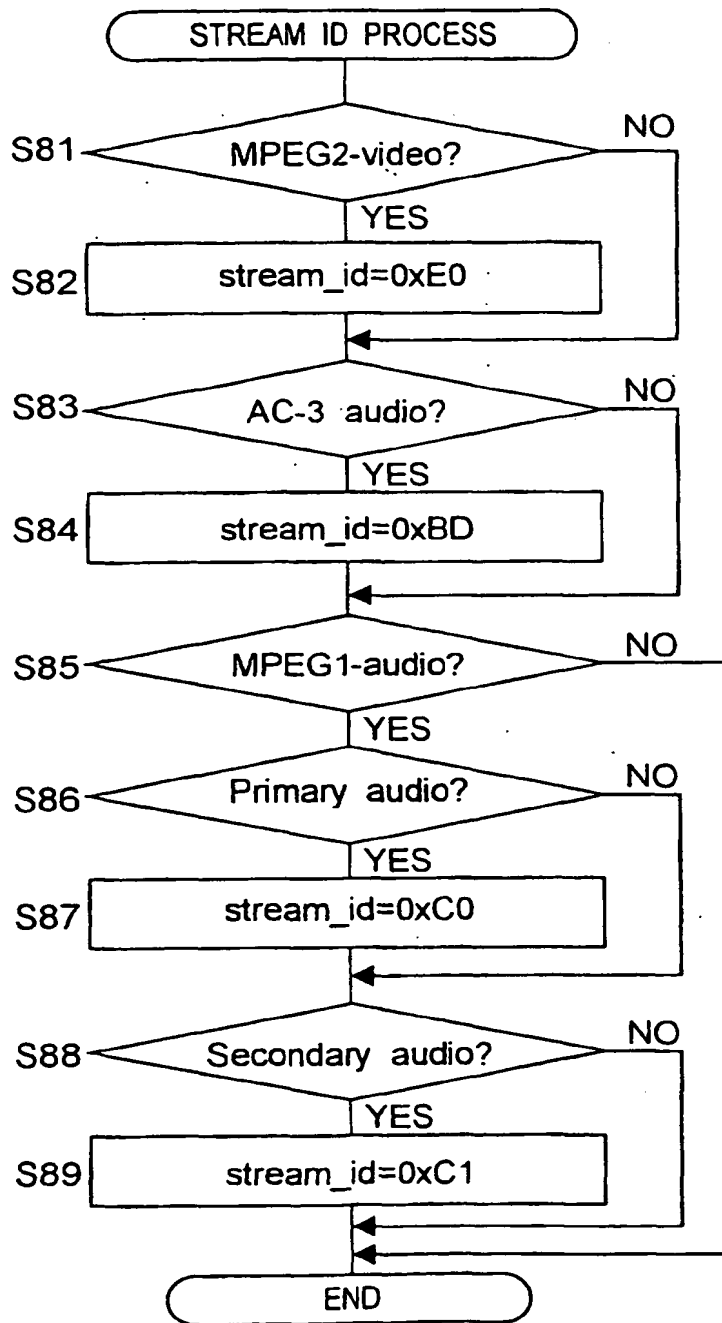 STREAM ID PROCESS
S81
MPEG2-video?
NO
YES
S82
stream_id=0xE0
S83
AC-3 audio?
NO
YES
S84
stream_id=0xBD
S85
MPEG1-audio?
NO
YES
S86
Primary audio?
NO
YES
S87
stream_id=0xC0
S88
Secondary audio?
NO
YES
S89
stream_id=0xC1
END